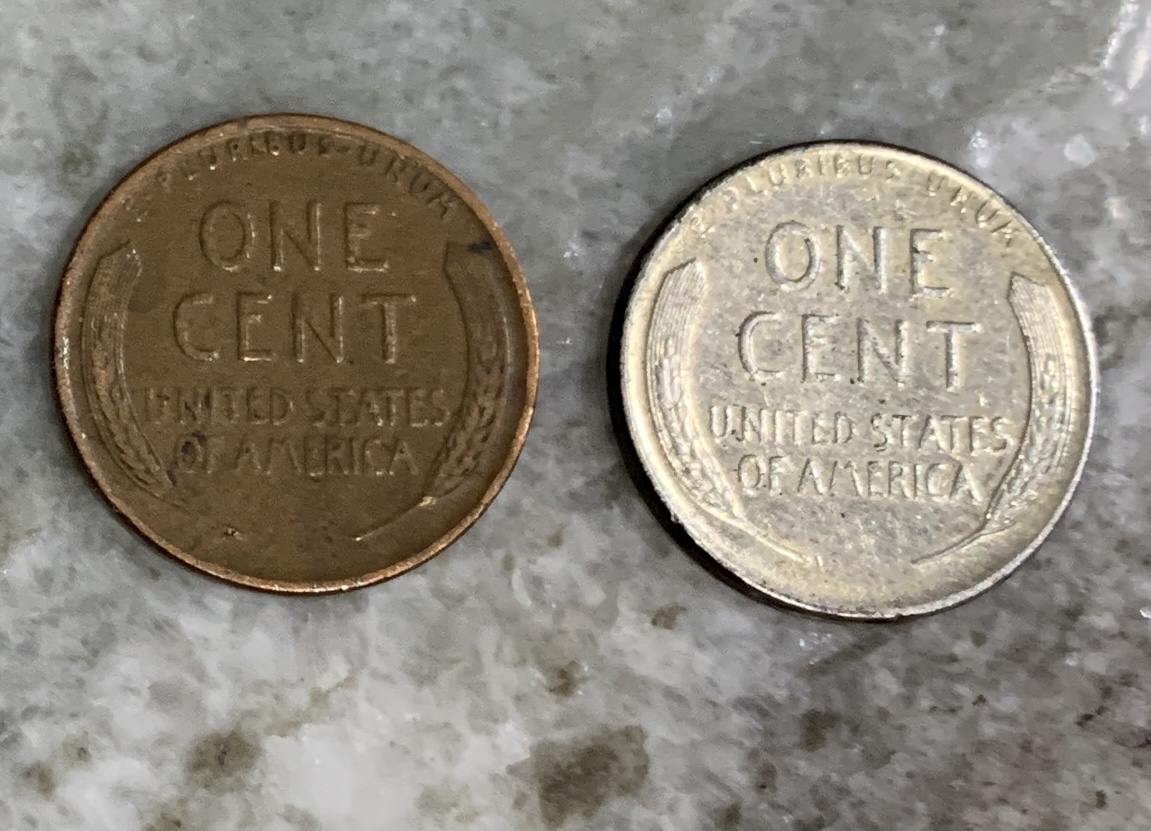 E PLURIBUS UNUM
ONE
CENT
UNITED STATES
OF AMERICA
E PLURIBUS UNUM
ONE
CENT
UNITED STATES
OF AMERICA